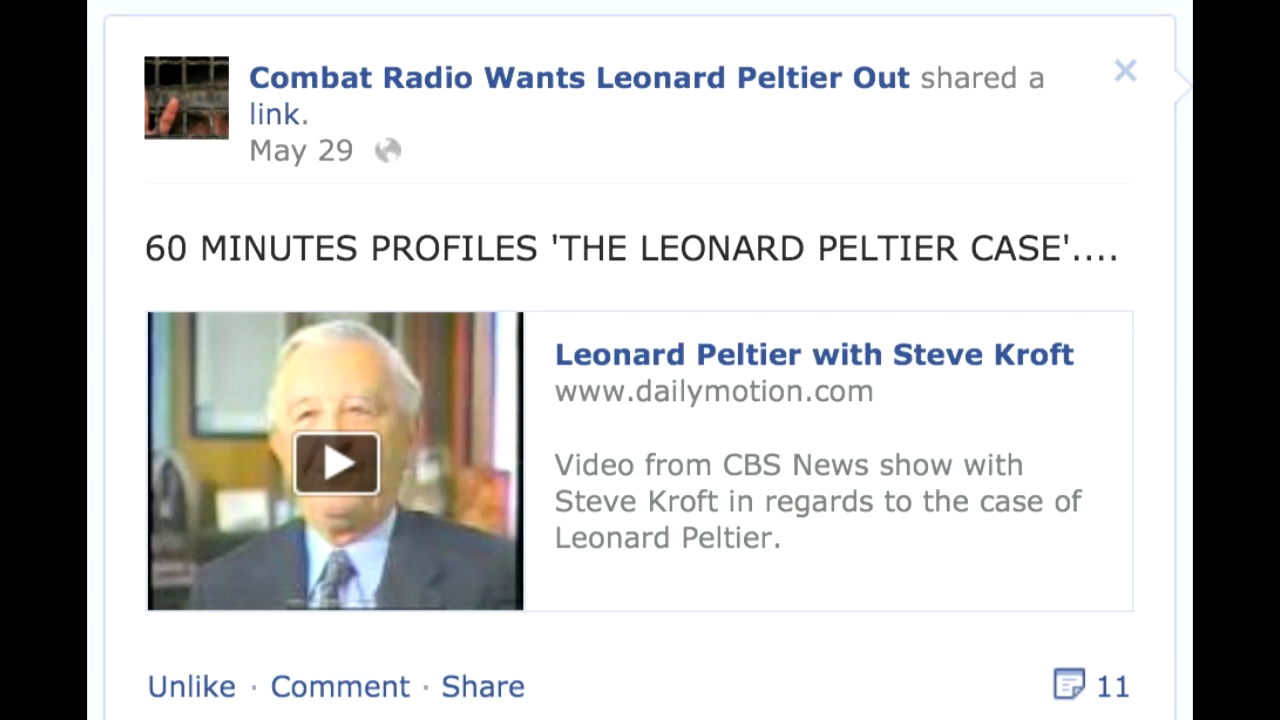 Combat Radio Wants Leonard Peltier Out shared a
link.
May 29
60 MINUTES PROFILES 'THE LEONARD PELTIER CASE'....
Leonard Peltier with Steve Kroft
www.dailymotion.com
Video from CBS News show with
Steve Kroft in regards to the case of
Leonard Peltier.
Unlike · Comment · Share
11